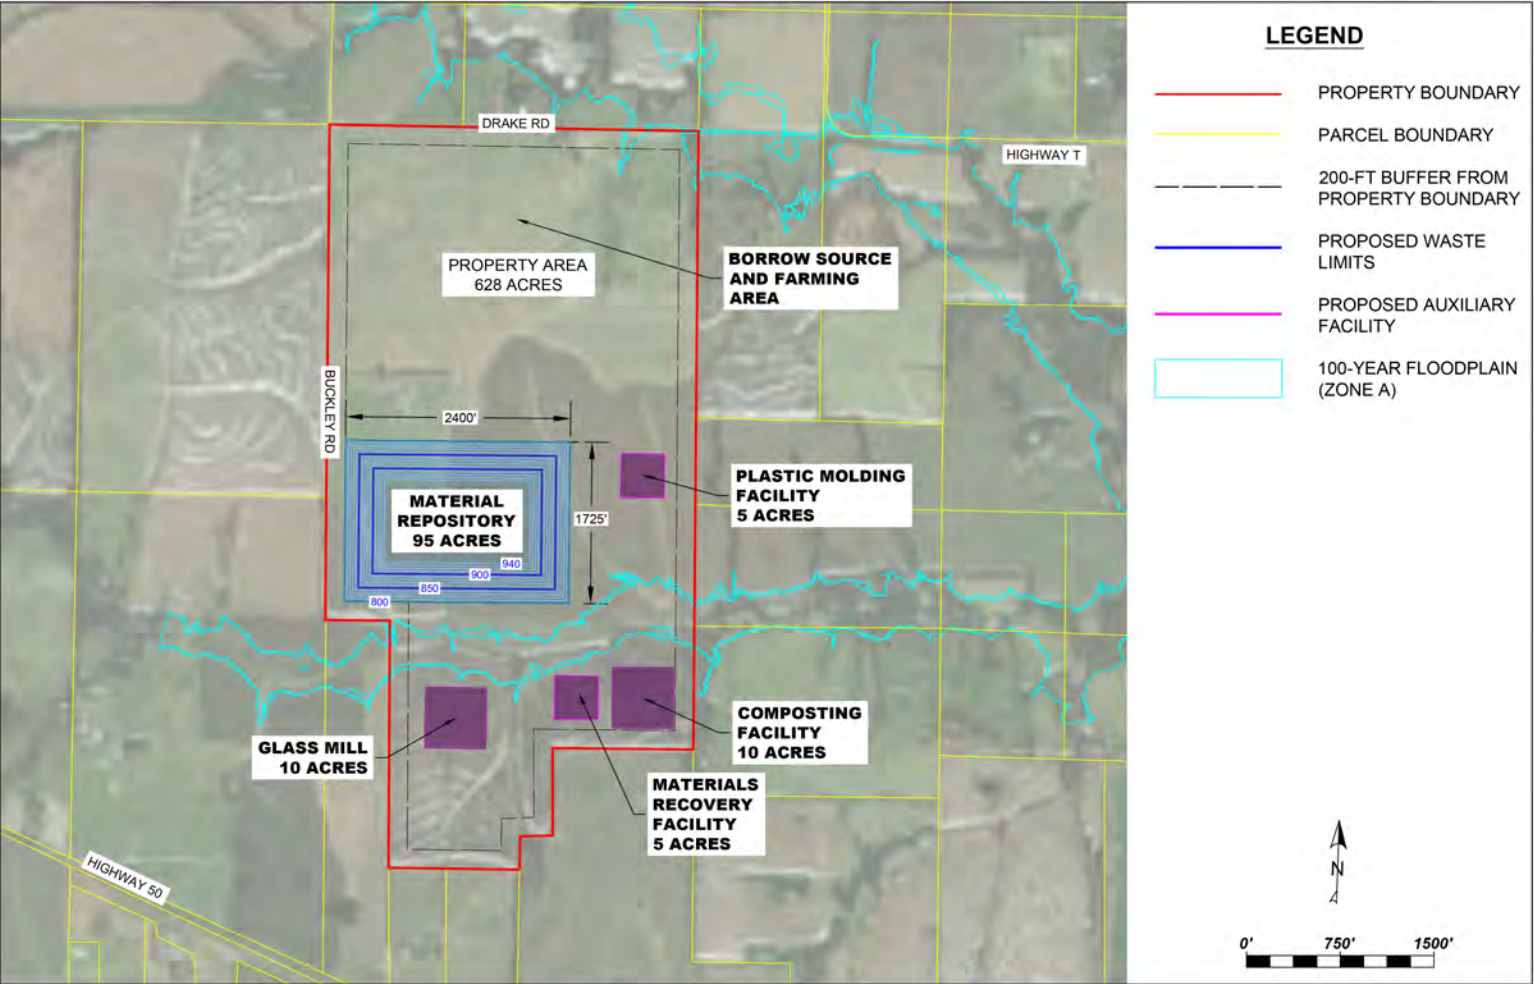 DRAKE RD
HIGHWAY T
PROPERTY AREA
628 ACRES
BORROW SOURCE
AND FARMING
AREA
BUCKLEY RD
2400'
1725'
MATERIAL
REPOSITORY
95 ACRES
940
900
850
800
PLASTIC MOLDING
FACILITY
5 ACRES
GLASS MILL
10 ACRES
COMPOSTING
FACILITY
10 ACRES
MATERIALS
RECOVERY
FACILITY
5 ACRES
HIGHWAY 50
LEGEND
PROPERTY BOUNDARY
PARCEL BOUNDARY
200-FT BUFFER FROM
PROPERTY BOUNDARY
PROPOSED WASTE
LIMITS
PROPOSED AUXILIARY
FACILITY
100-YEAR FLOODPLAIN
(ZONE A)
N
0' 750' 1500'